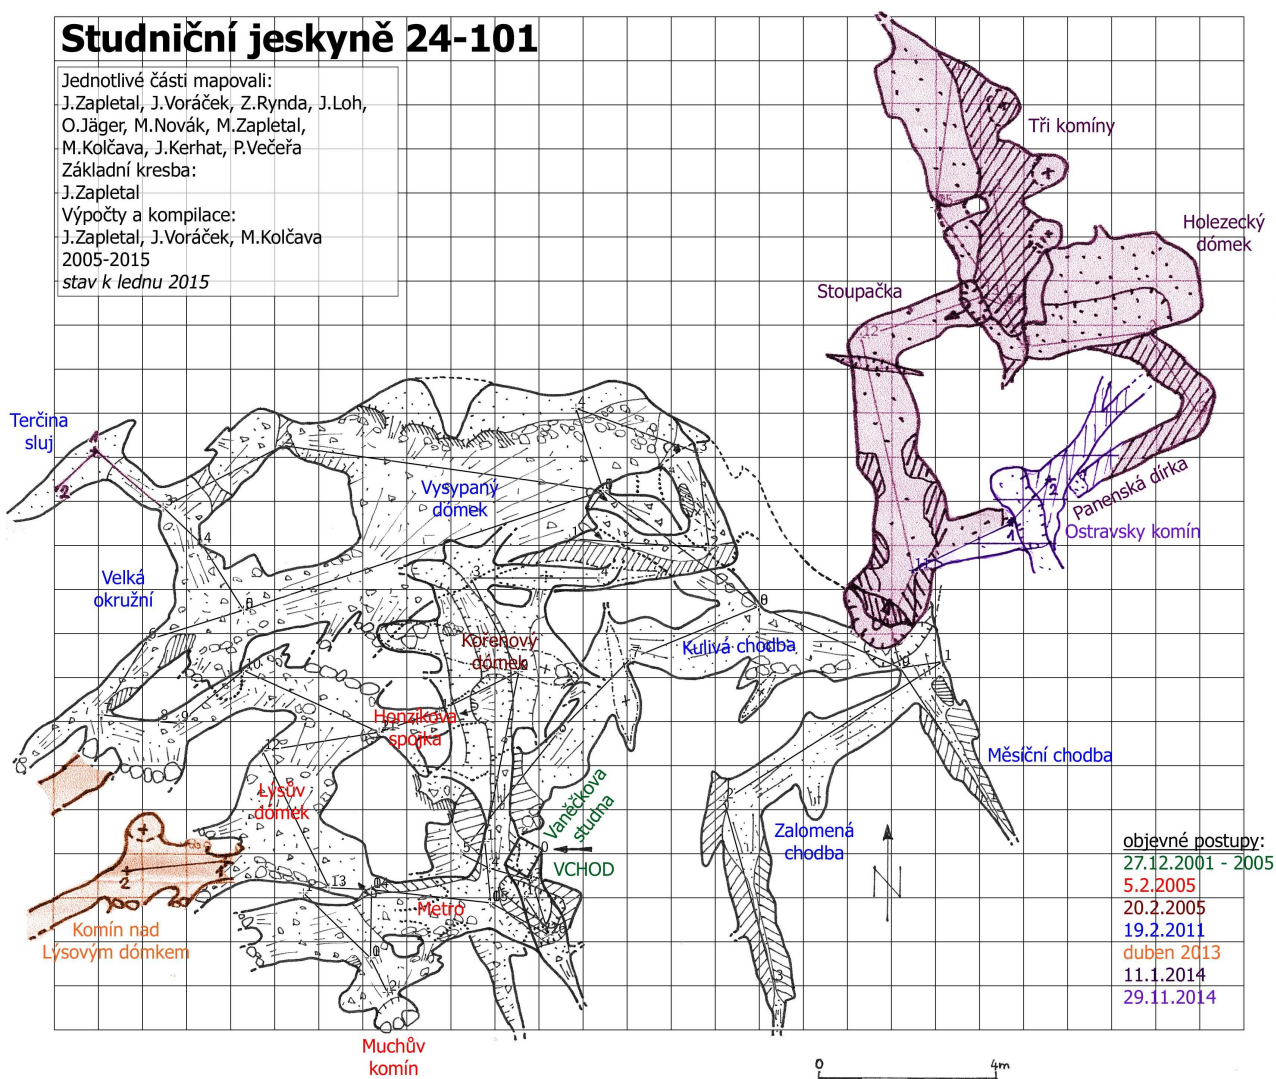 Studniční jeskyně 24-101
Jednotlivé části mapovali:
J.Zapletal, J.Voráček, Z.Rynda, J.Loh,
O.Jäger, M.Novák, M.Zapletal,
M.Kolčava, J.Kerhat, P.Večeřa
Základní kresba:
J.Zapletal
Výpočty a kompilace:
J.Zapletal, J.Voráček, M.Kolčava
2005-2015
stav k lednu 2015
Tři komíny
Holezecký
dómek
Stoupačka
Terčina
sluj
Vysypaný
dómek
Panenská dírka
Ostravsky komín
Velká
okružní
Kořenový
dómek
Kulivá chodba
Honzíkova
spojka
Měsíční chodba
Lýsův
dómek
Vaněčkova
studna
Zalomená
chodba
VCHOD
Metro
Komín nad
Lýsovým dómkem
Muchův
komín
N
objevné postupy:
27.12.2001 - 2005
5.2.2005
20.2.2005
19.2.2011
duben 2013
11.1.2014
29.11.2014
0 4m